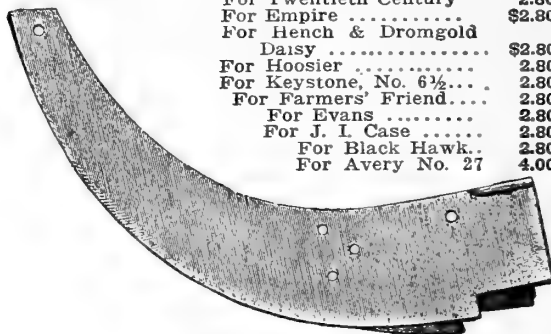 For Twentieth Century 2.80
For Empire .......... $2.80
For Hench & Dromgold
Daisy .............. $2.80
For Hoosier .......... 2.80
For Keystone, No. 6½... 2.80
For Farmers' Friend.... 2.80
For Evans ......... 2.80
For J. I. Case ...... 2.80
For Black Hawk.. 2.80
For Avery No. 27 4.00